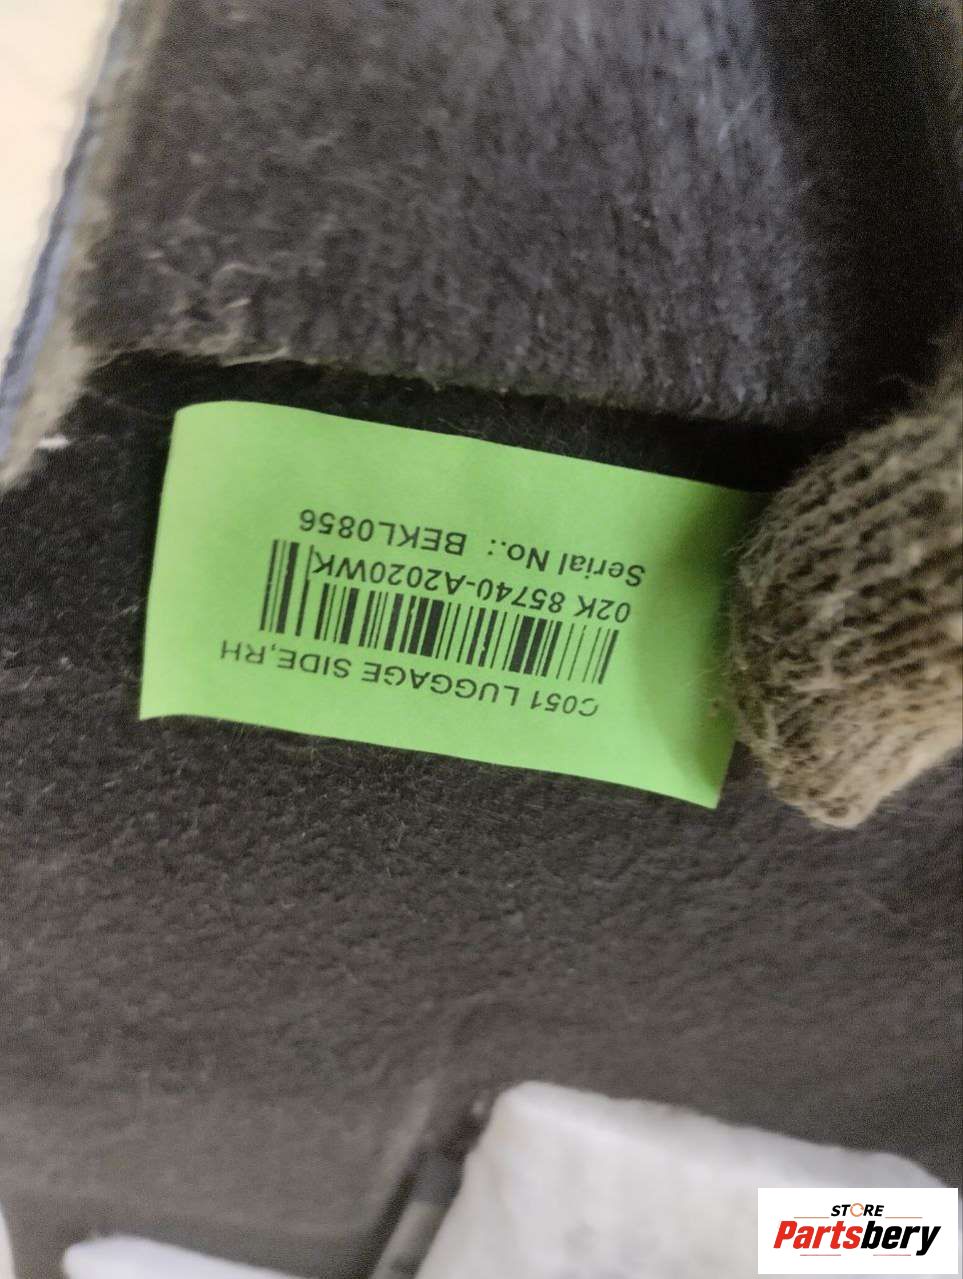 C051 LUGGAGE SIDE,RH
02K 85740-A2020WK
Serial No.: BEKL0856
STORE
Partsbery